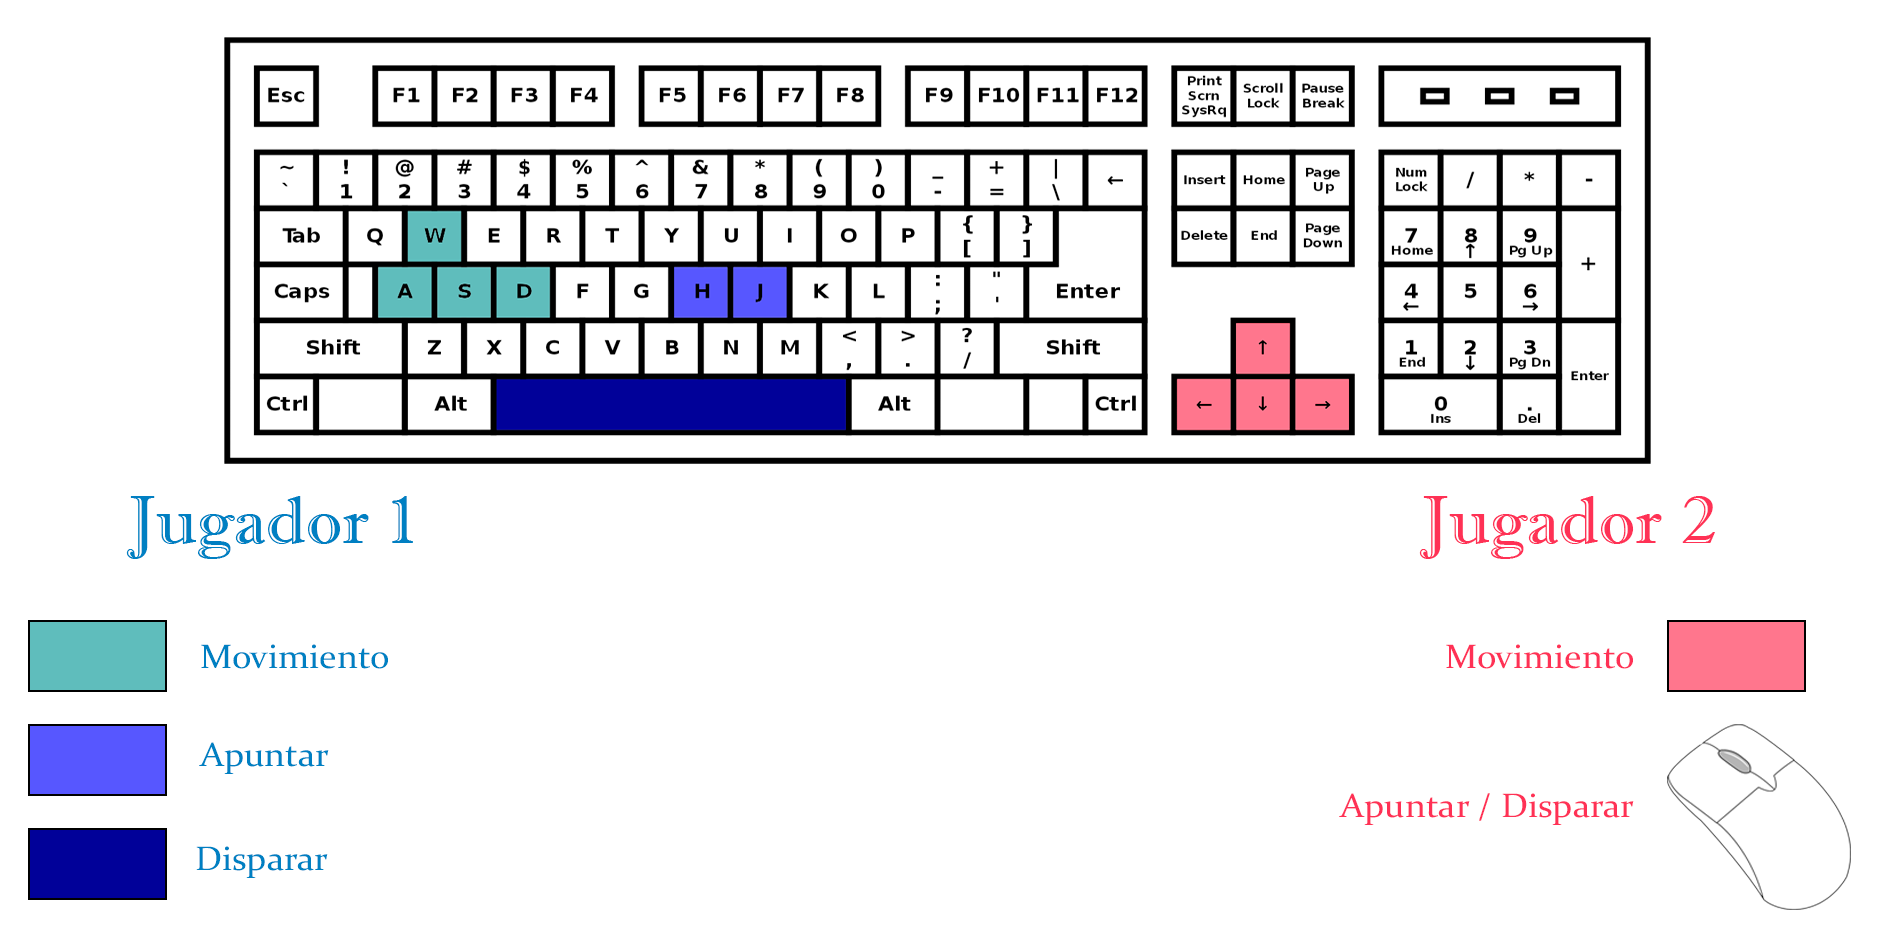 Esc F1 F2 F3 F4 F5 F6 F7 F8 F9 F10 F11 F12 Print Scrn SysRq Scroll Lock Pause Break
~ ` ! 1 @ 2 # 3 $ 4 % 5 ^ 6 & 7 * 8 ( 9 ) 0 _ - + = | \ ← Insert Home Page Up Num Lock / * -
Tab Q W E R T Y U I O P { [ } ] Delete End Page Down 7 Home 8 ↑ 9 Pg Up +
Caps A S D F G H J K L : ; " ' Enter 4 ← 5 6 →
Shift Z X C V B N M < , > . ? / Shift ↑ 1 End 2 ↓ 3 Pg Dn Enter
Ctrl Alt Alt Ctrl ← ↓ → 0 Ins . Del
Jugador 1
Jugador 2
Movimiento
Movimiento
Apuntar
Apuntar / Disparar
Disparar